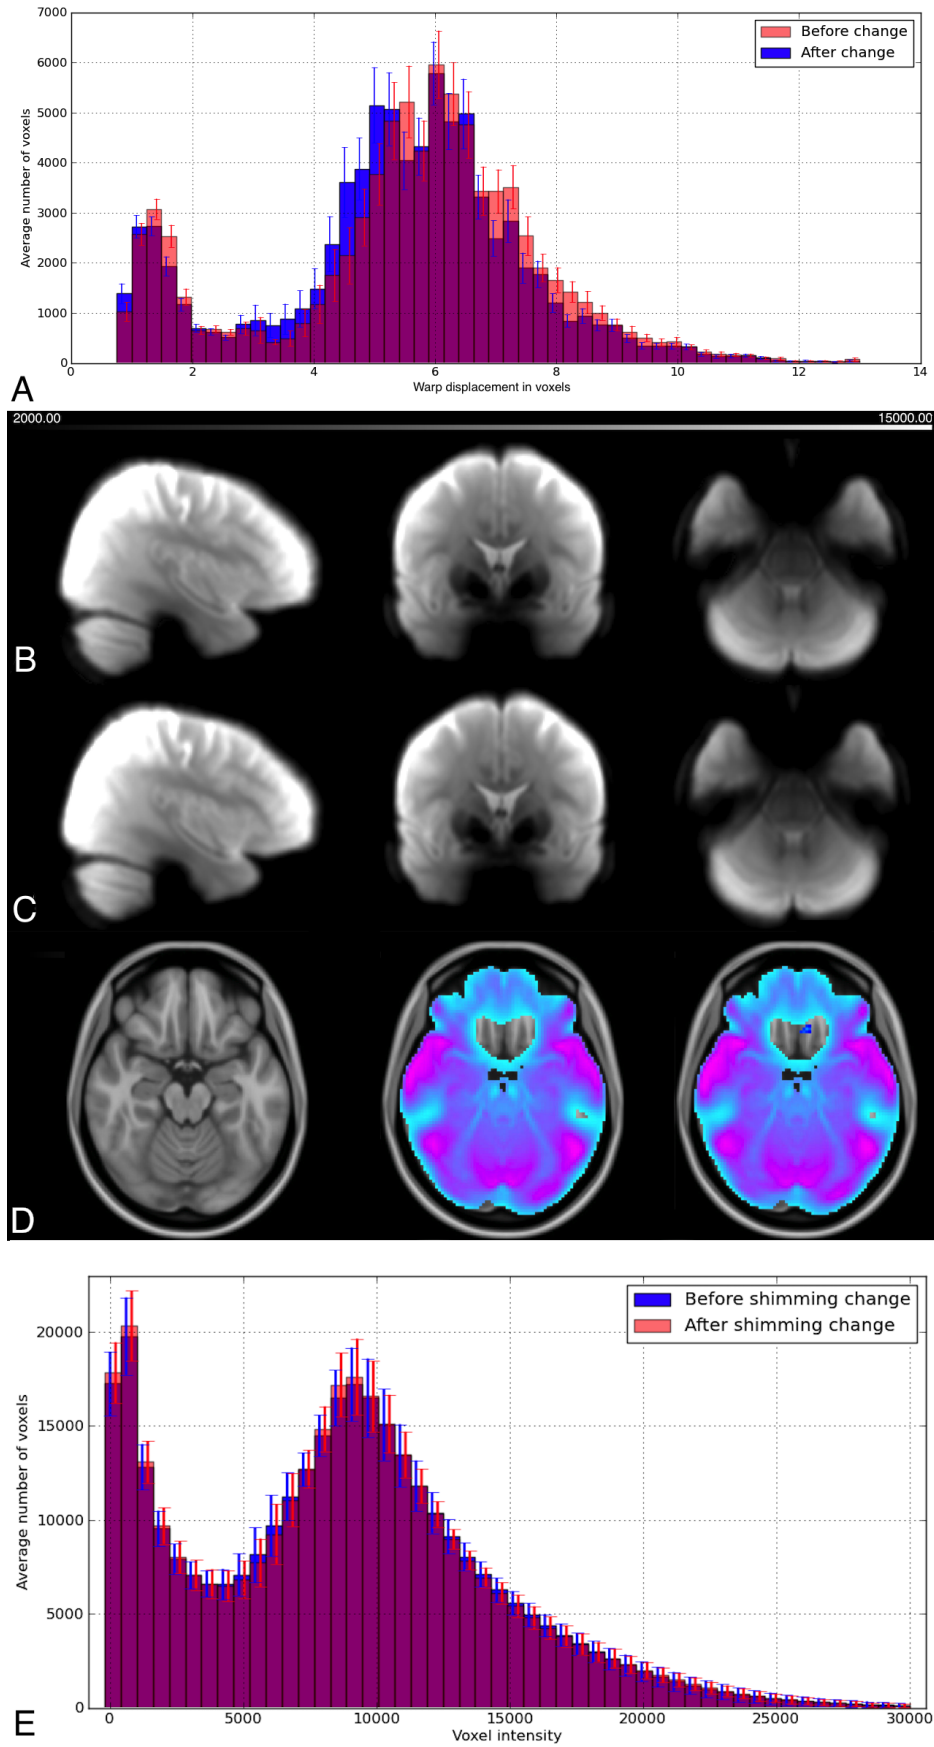 7000
6000
5000
4000
3000
2000
1000
0
Average number of voxels
Before change
After change
0 2 4 6 8 10 12 14
Warp displacement in voxels
A
2000.00 15000.00
B
C
D
20000
15000
10000
5000
0
Average number of voxels
Before shimming change
After shimming change
0 5000 10000 15000 20000 25000 30000
Voxel intensity
E